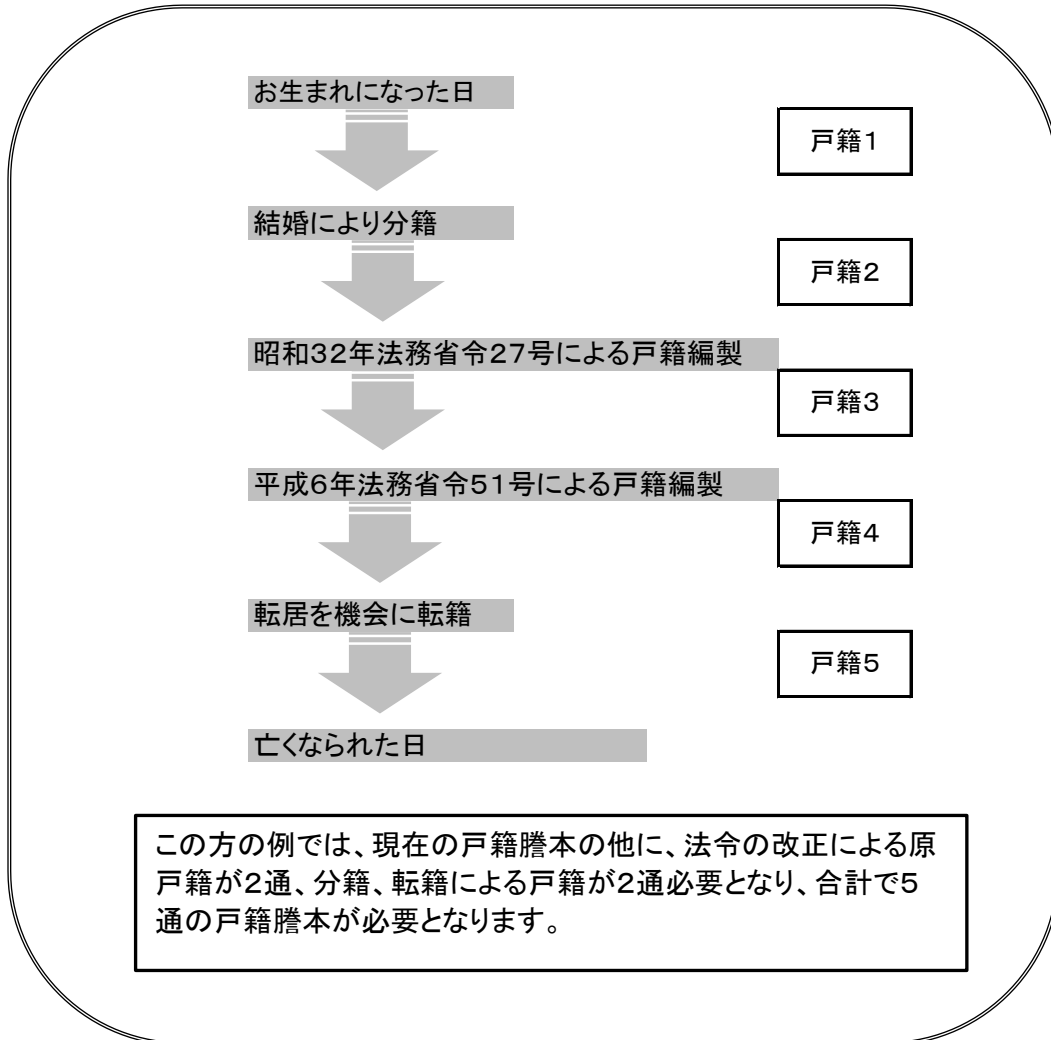 お生まれになった日
戸籍1
結婚により分籍
戸籍2
昭和32年法務省令27号による戸籍編製
戸籍3
平成6年法務省令51号による戸籍編製
戸籍4
転居を機会に転籍
戸籍5
亡くなられた日
この方の例では、現在の戸籍謄本の他に、法令の改正による原
戸籍が2通、分籍、転籍による戸籍が2通必要となり、合計で5
通の戸籍謄本が必要となります。